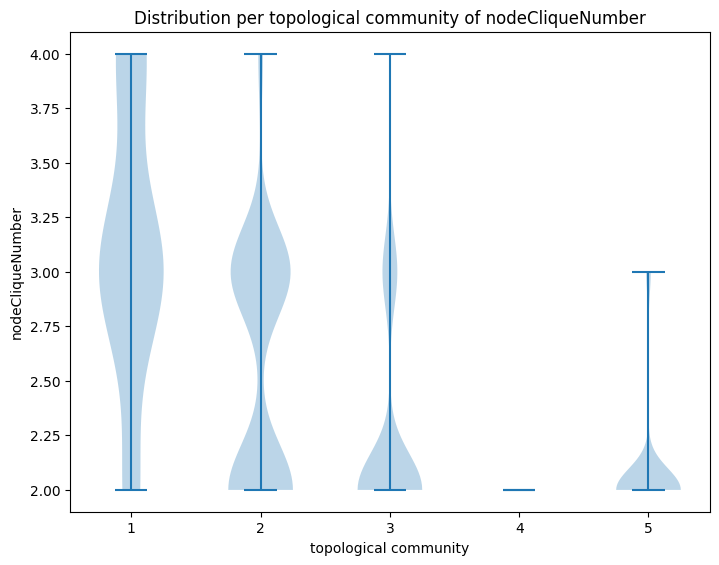 Distribution per topological community of nodeCliqueNumber
nodeCliqueNumber
4.00
3.75
3.50
3.25
3.00
2.75
2.50
2.25
2.00
1 2 3 4 5
topological community